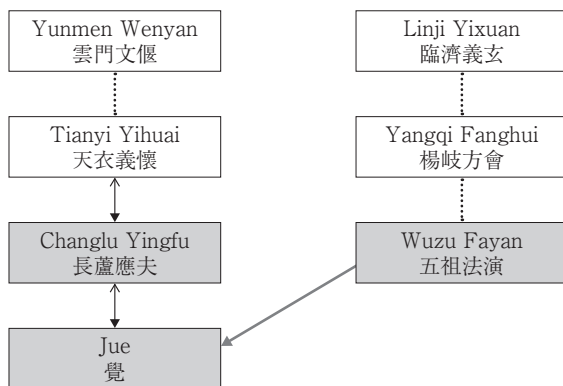 Yunmen Wenyan
雲門文偃
Linji Yixuan
臨濟義玄
Tianyi Yihuai
天衣義懷
Yangqi Fanghui
楊岐方會
Changlu Yingfu
長蘆應夫
Wuzu Fayan
五祖法演
Jue
覺